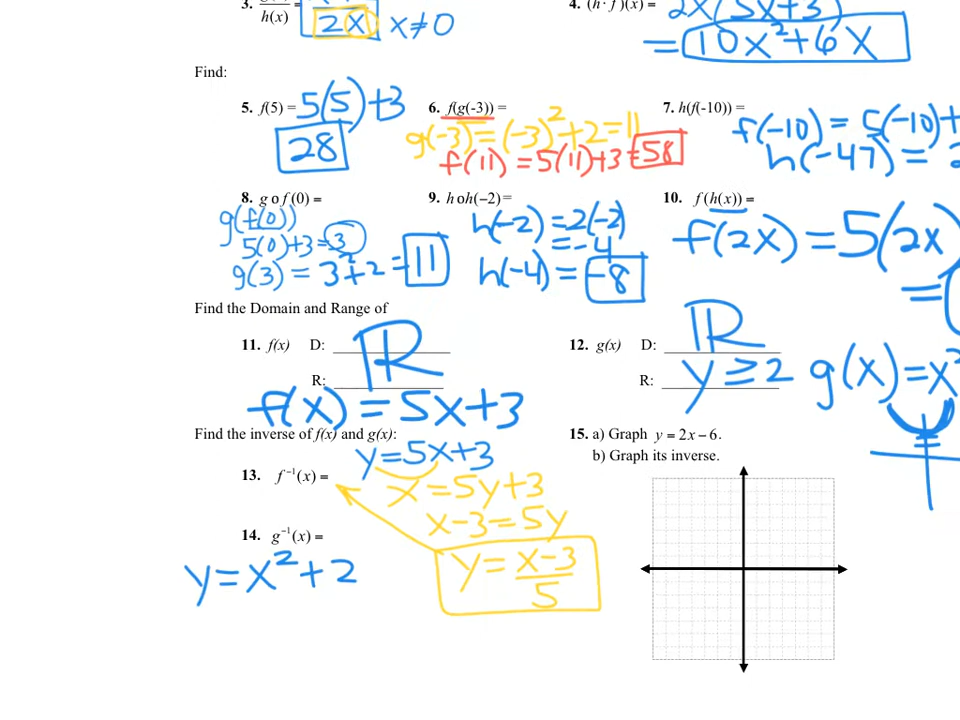 3. h(x) = 2x x≠0
4. (h · f)(x) = 2x(5x+3)
= 10x²+6x
Find:
5. f(5) = 5(5)+3
28
6. f(g(-3)) =
g(-3) = (-3)²+2=11
f(11) = 5(11)+3=58
7. h(f(-10)) =
f(-10) = 5(-10)+
h(-47) =
8. g o f(0) =
g(f(0))
5(0)+3=3
g(3) = 3²+2=11
9. h oh(−2)=
h(-2)=2(-2)
=-4
h(-4)=-8
10. f(h(x)) =
f(2x)=5(2x)
=
Find the Domain and Range of
11. f(x) D: ℝ
R:
f(x)=5x+3
12. g(x) D: ℝ
R: y≥2 g(x)=x²
Find the inverse of f(x) and g(x):
y=5x+3
13. f⁻¹(x) =
x=5y+3
x-3=5y
y=x-3/5
14. g⁻¹(x) =
y=x²+2
15. a) Graph y = 2x – 6.
b) Graph its inverse.